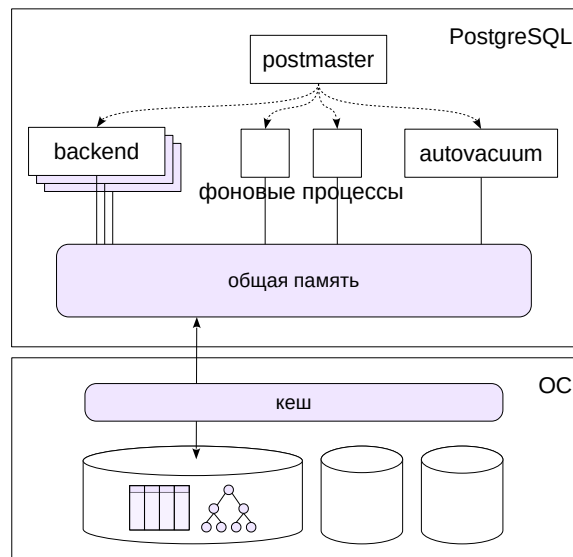 PostgreSQL
postmaster
backend
autovacuum
фоновые процессы
общая память
ОС
кеш